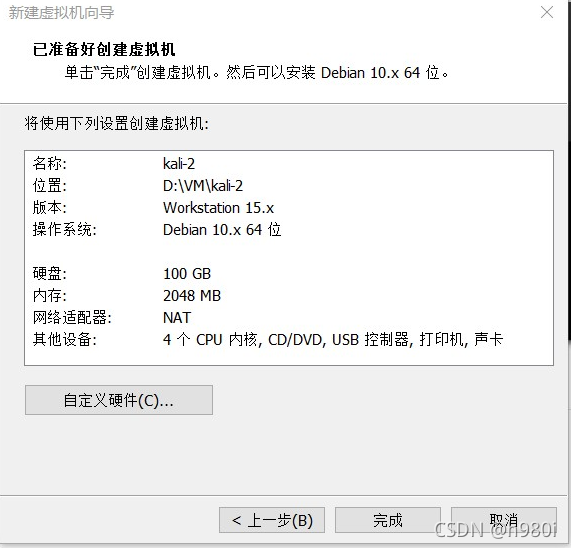 新建虚拟机向导
已准备好创建虚拟机
单击“完成”创建虚拟机。然后可以安装 Debian 10.x 64 位。
将使用下列设置创建虚拟机:
名称: kali-2
位置: D:\VM\kali-2
版本: Workstation 15.x
操作系统: Debian 10.x 64 位
硬盘: 100 GB
内存: 2048 MB
网络适配器: NAT
其他设备: 4 个 CPU 内核, CD/DVD, USB 控制器, 打印机, 声卡
自定义硬件(C)...
< 上一步(B) 完成 取消
CSDN @h980i